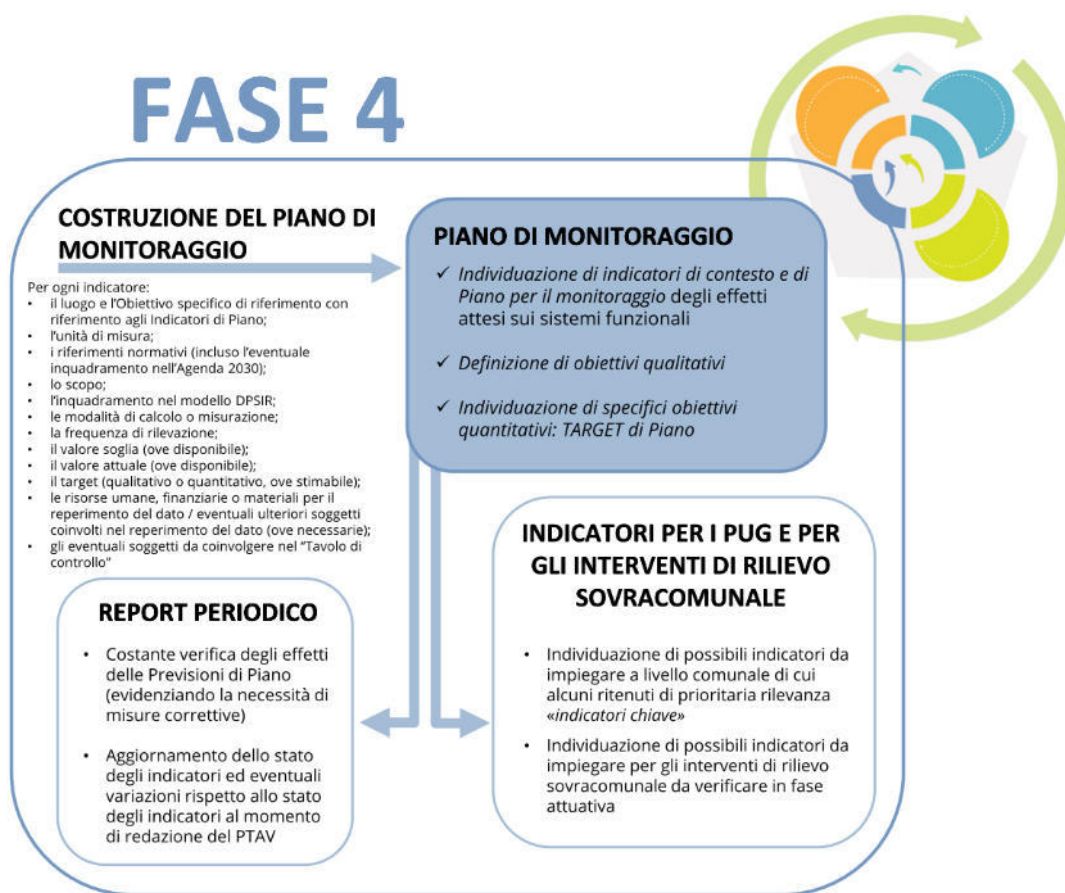 FASE 4
COSTRUZIONE DEL PIANO DI
MONITORAGGIO
Per ogni indicatore:
• il luogo e l'Obiettivo specifico di riferimento con
riferimento agli Indicatori di Piano;
• l'unità di misura;
• i riferimenti normativi (incluso l'eventuale
inquadramento nell'Agenda 2030);
• lo scopo;
• l'inquadramento nel modello DPSIR;
• le modalità di calcolo o misurazione;
• la frequenza di rilevazione;
• il valore soglia (ove disponibile);
• il valore attuale (ove disponibile);
• il target (qualitativo o quantitativo, ove stimabile);
• le risorse umane, finanziarie o materiali per il
reperimento del dato / eventuali ulteriori soggetti
coinvolti nel reperimento del dato (ove necessarie);
• gli eventuali soggetti da coinvolgere nel "Tavolo di
controllo"
PIANO DI MONITORAGGIO
✓ Individuazione di indicatori di contesto e di
Piano per il monitoraggio degli effetti
attesi sui sistemi funzionali
✓ Definizione di obiettivi qualitativi
✓ Individuazione di specifici obiettivi
quantitativi: TARGET di Piano
REPORT PERIODICO
• Costante verifica degli effetti
delle Previsioni di Piano
(evidenziando la necessità di
misure correttive)
• Aggiornamento dello stato
degli indicatori ed eventuali
variazioni rispetto allo stato
degli indicatori al momento
di redazione del PTAV
INDICATORI PER I PUG E PER
GLI INTERVENTI DI RILIEVO
SOVRACOMUNALE
• Individuazione di possibili indicatori da
impiegare a livello comunale di cui
alcuni ritenuti di prioritaria rilevanza
«indicatori chiave»
• Individuazione di possibili indicatori da
impiegare per gli interventi di rilievo
sovracomunale da verificare in fase
attuativa